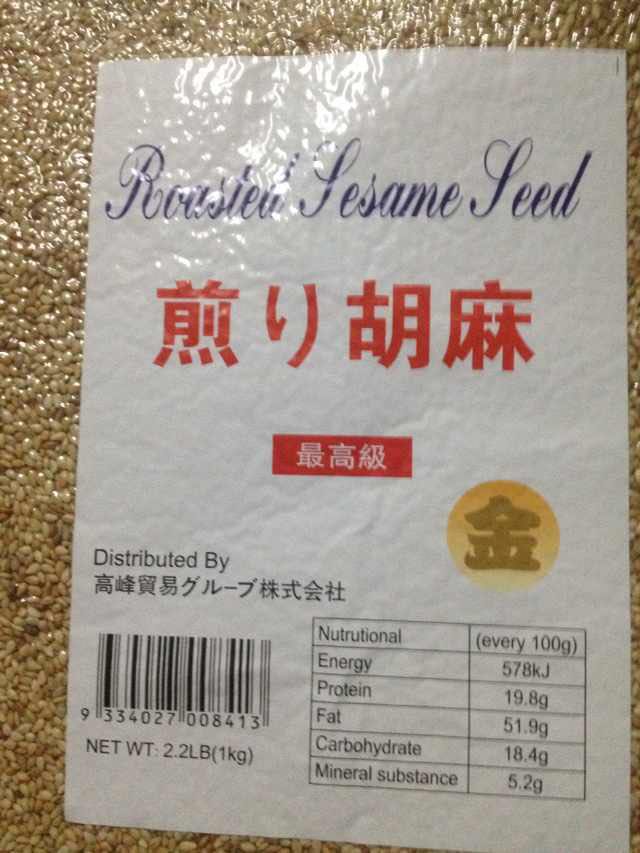 Roasted Sesame Seed
煎り胡麻
最高級
金
Distributed By
高峰貿易グループ株式会社
Nutrutional (every 100g)
Energy 578kJ
Protein 19.8g
Fat 51.9g
Carbohydrate 18.4g
Mineral substance 5.2g
9 334027 008413
NET WT: 2.2LB(1kg)